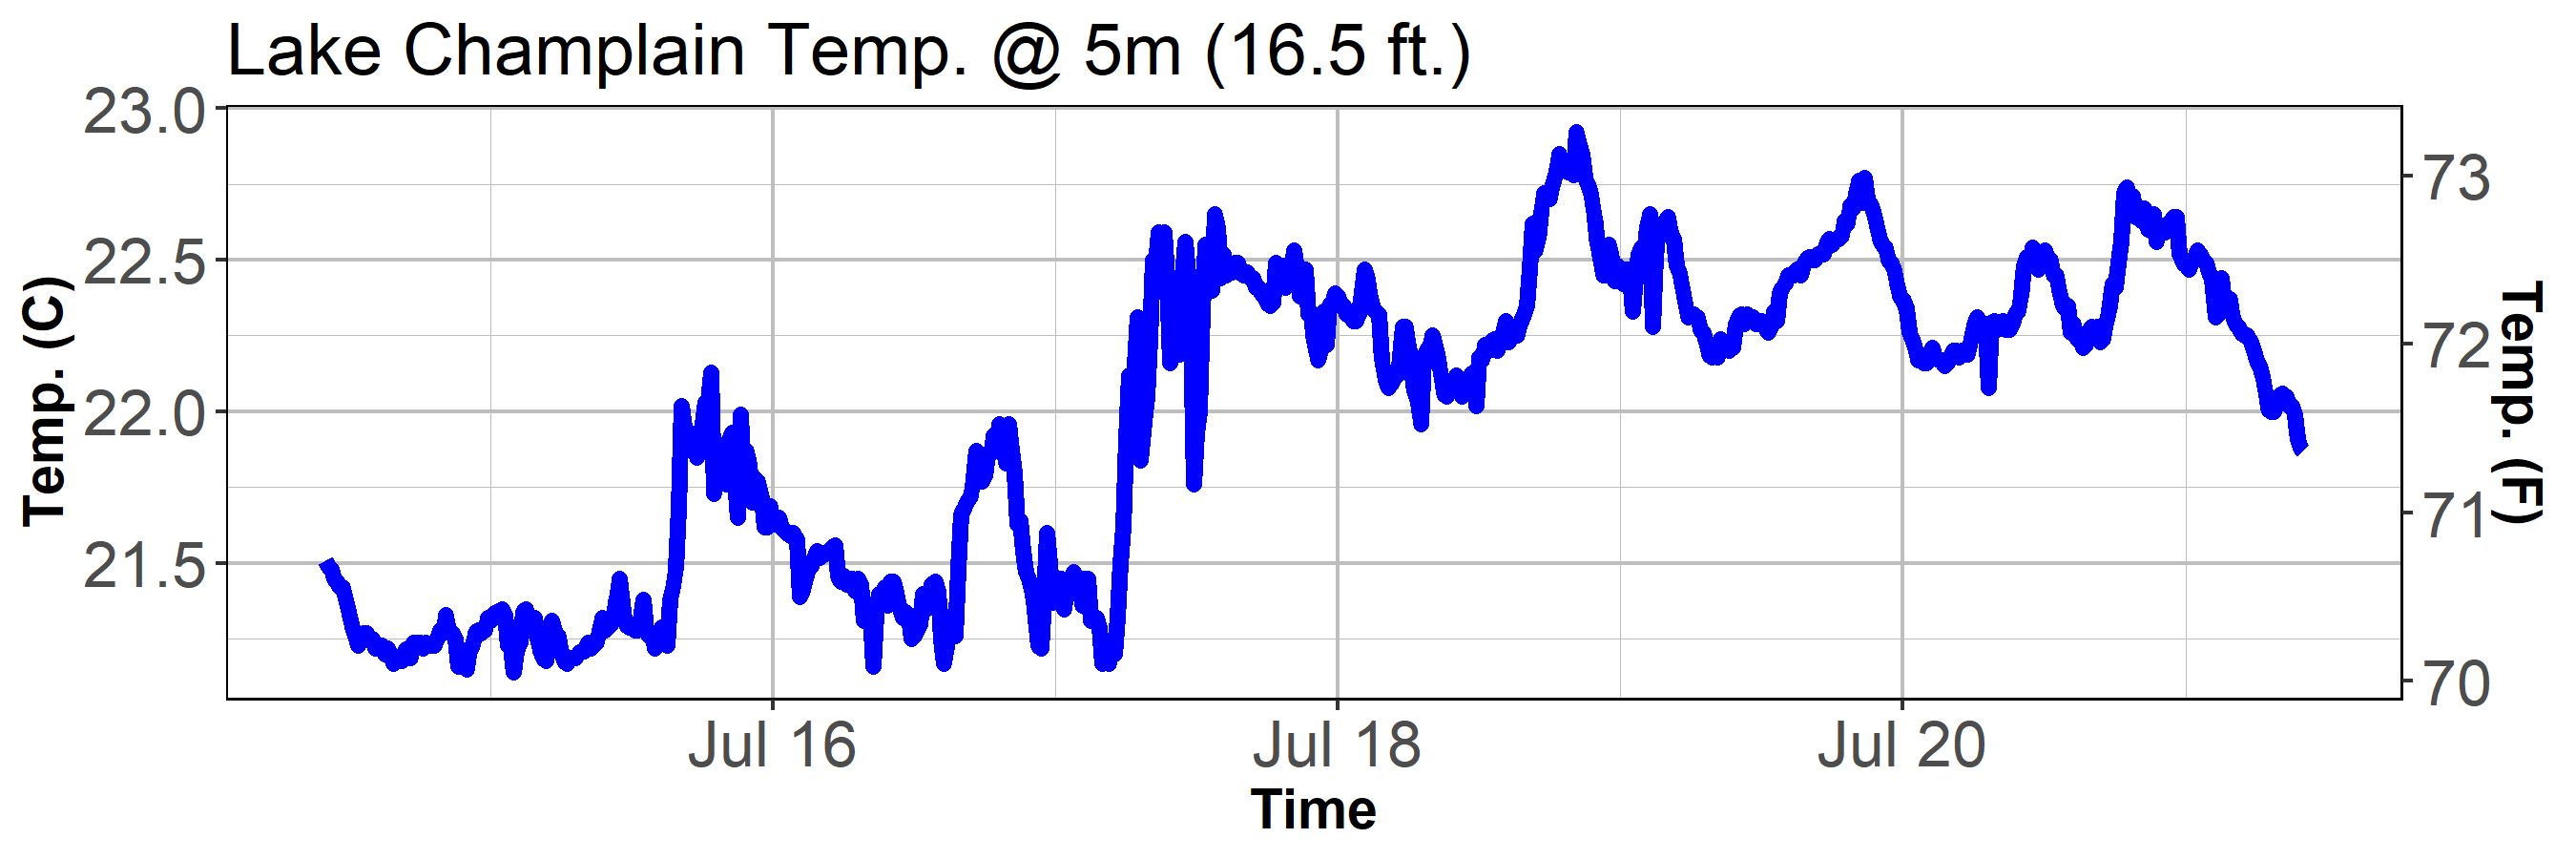 Lake Champlain Temp. @ 5m (16.5 ft.)
Temp. (C)
23.0
22.5
22.0
21.5
73
72
71
70
Temp. (F)
Jul 16 Jul 18 Jul 20
Time